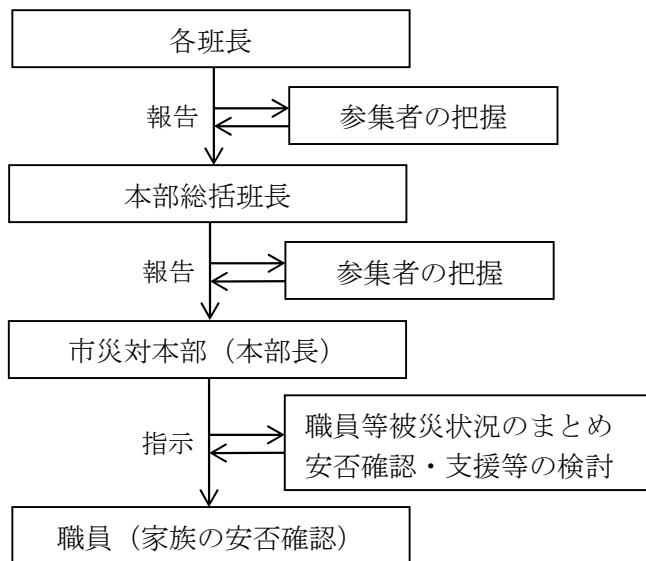 各班長
報告
参集者の把握
本部総括班長
報告
参集者の把握
市災対本部（本部長）
指示
職員等被災状況のまとめ
安否確認・支援等の検討
職員（家族の安否確認）